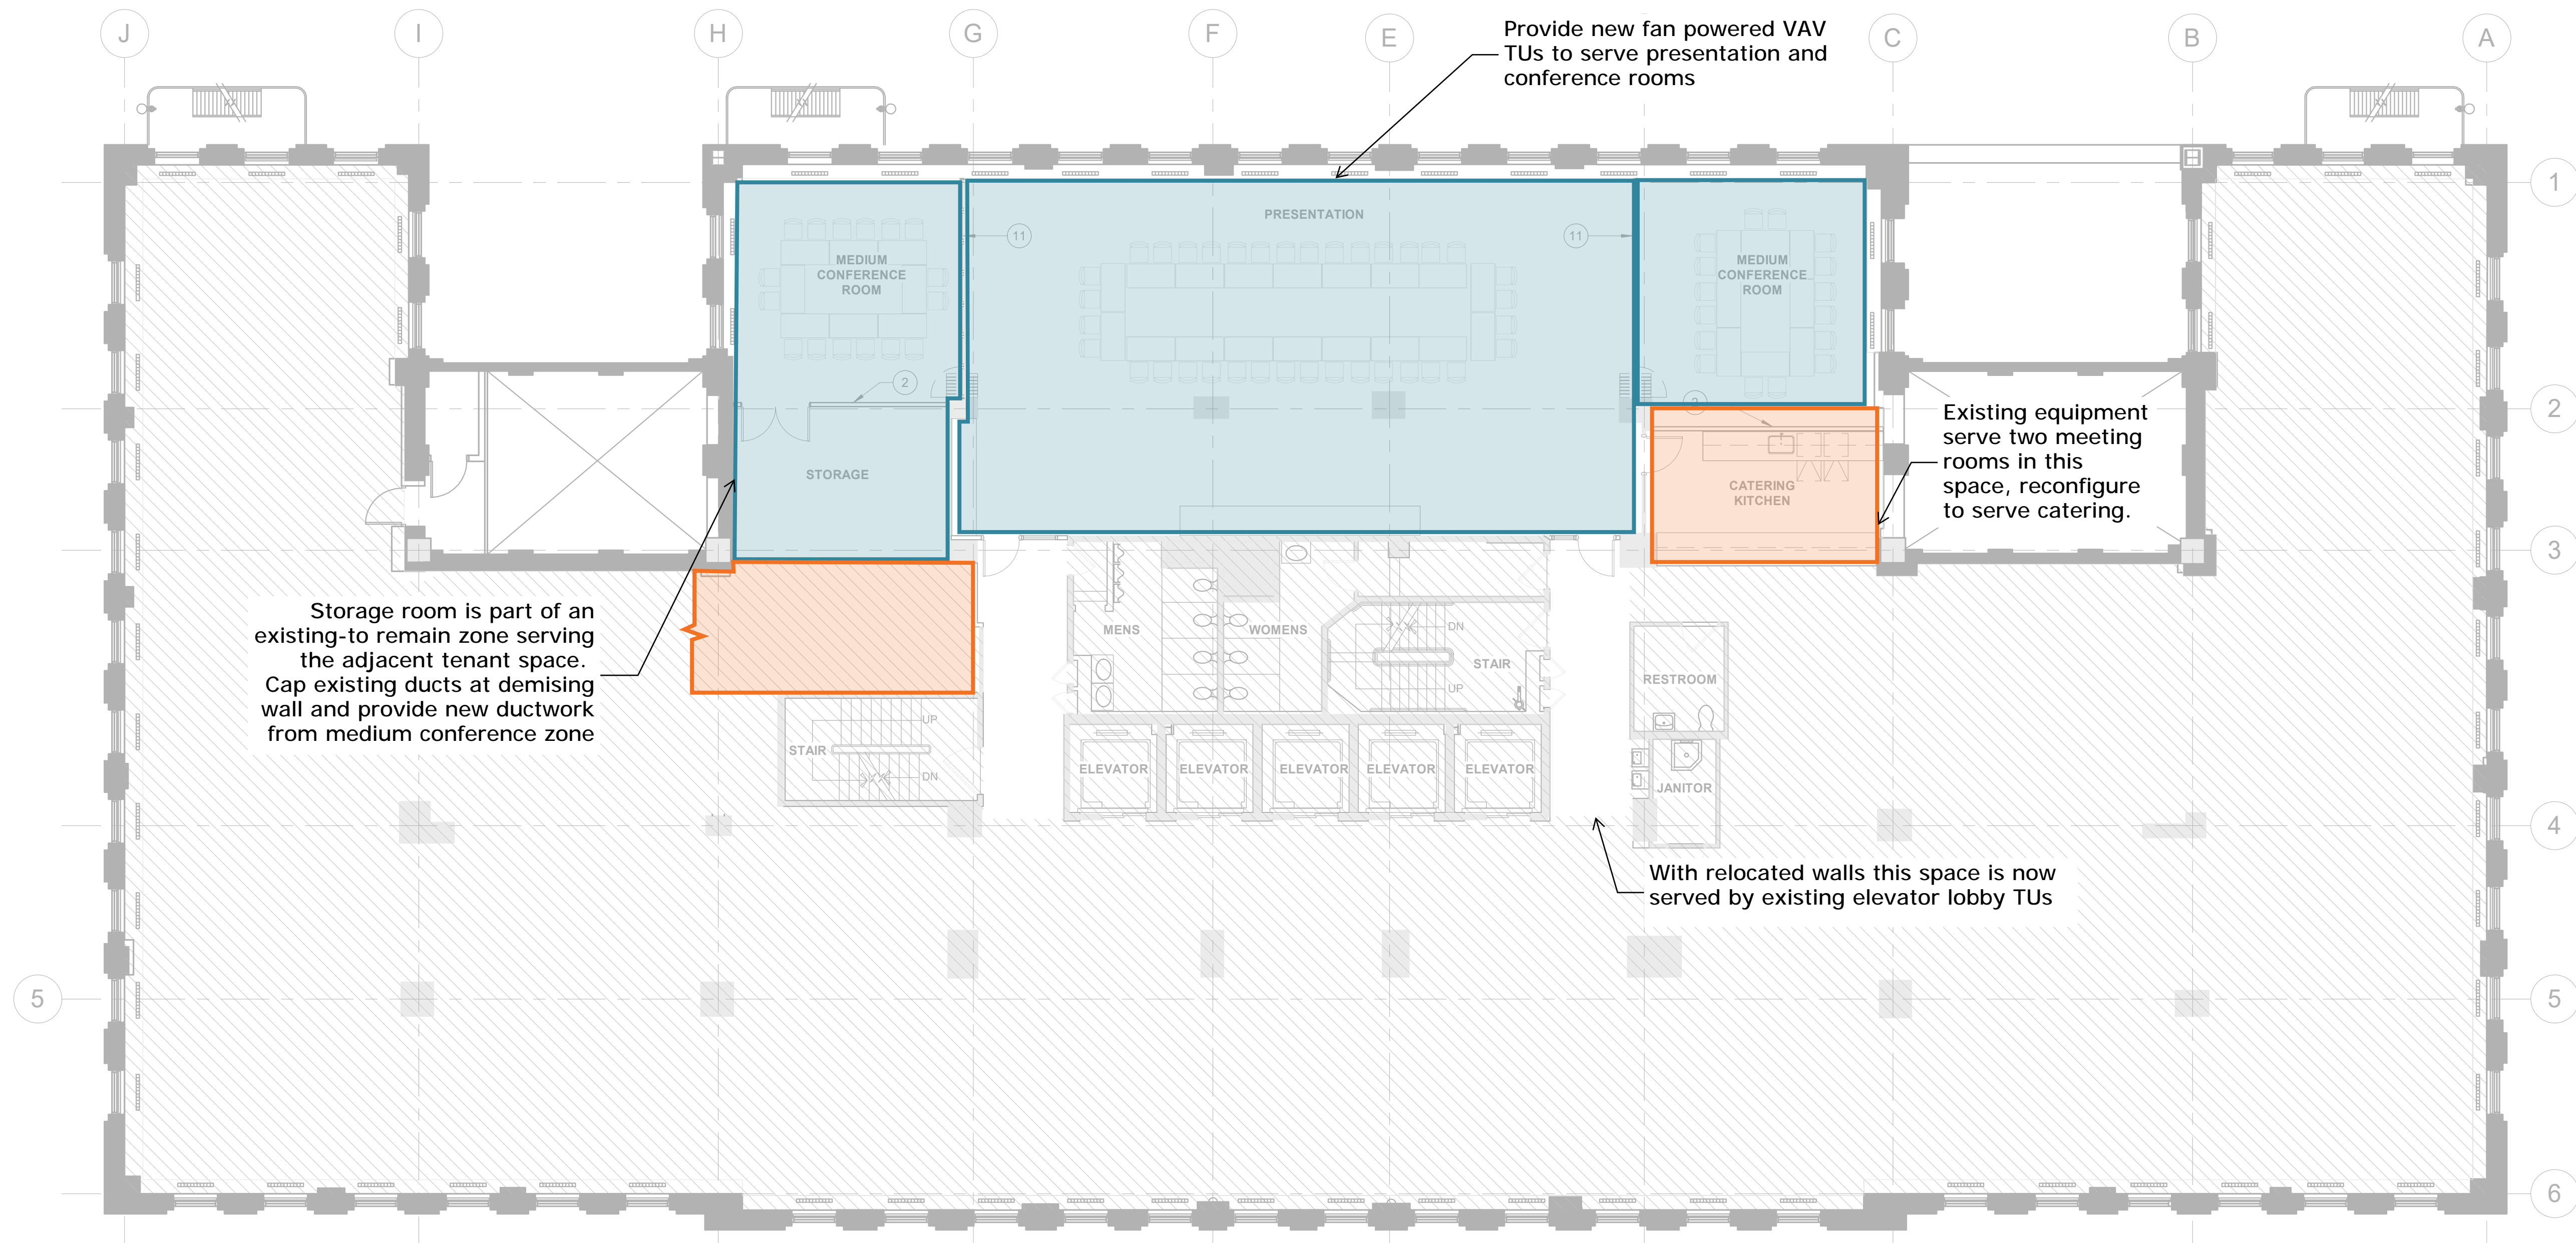 J
I
H
G
F
E
C
B
A
Provide new fan powered VAV
TUs to serve presentation and
conference rooms
1
PRESENTATION
11
11
MEDIUM
CONFERENCE
ROOM
MEDIUM
CONFERENCE
ROOM
2
2
2
Existing equipment
serve two meeting
rooms in this
space, reconfigure
to serve catering.
STORAGE
CATERING
KITCHEN
3
Storage room is part of an
existing-to remain zone serving
the adjacent tenant space.
Cap existing ducts at demising
wall and provide new ductwork
from medium conference zone
MENS
WOMENS
DN
STAIR
UP
RESTROOM
UP
STAIR
DN
ELEVATOR
ELEVATOR
ELEVATOR
ELEVATOR
ELEVATOR
JANITOR
4
With relocated walls this space is now
served by existing elevator lobby TUs
5
5
6